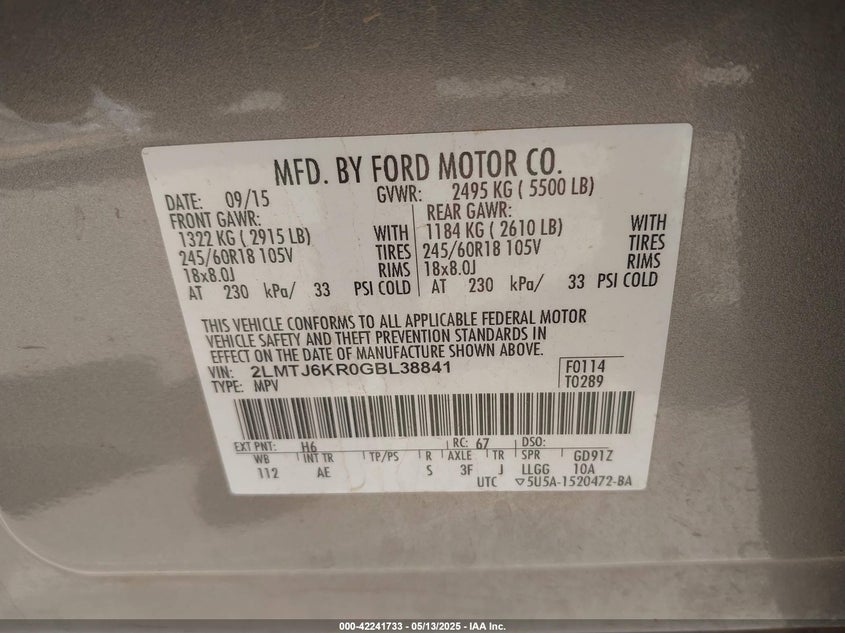 MFD. BY FORD MOTOR CO.
DATE: 09/15 GVWR: 2495 KG ( 5500 LB)
FRONT GAWR: REAR GAWR:
1322 KG ( 2915 LB) WITH 1184 KG ( 2610 LB) WITH
245/60R18 105V TIRES 245/60R18 105V TIRES
18x8.0J RIMS 18x8.0J RIMS
AT 230 kPa/ 33 PSI COLD AT 230 kPa/ 33 PSI COLD
THIS VEHICLE CONFORMS TO ALL APPLICABLE FEDERAL MOTOR
VEHICLE SAFETY AND THEFT PREVENTION STANDARDS IN
EFFECT ON THE DATE OF MANUFACTURE SHOWN ABOVE.
VIN: 2LMTJ6KR0GBL38841 F0114
TYPE: MPV T0289
EXT PNT: H6 RC: 67 DSO:
WB INT TR TP/PS R AXLE TR SPR GD91Z
112 AE S 3F J LLGG 10A
UTC ▽5U5A-1520472-BA
000-42241733 — 05/13/2025 - IAA Inc.